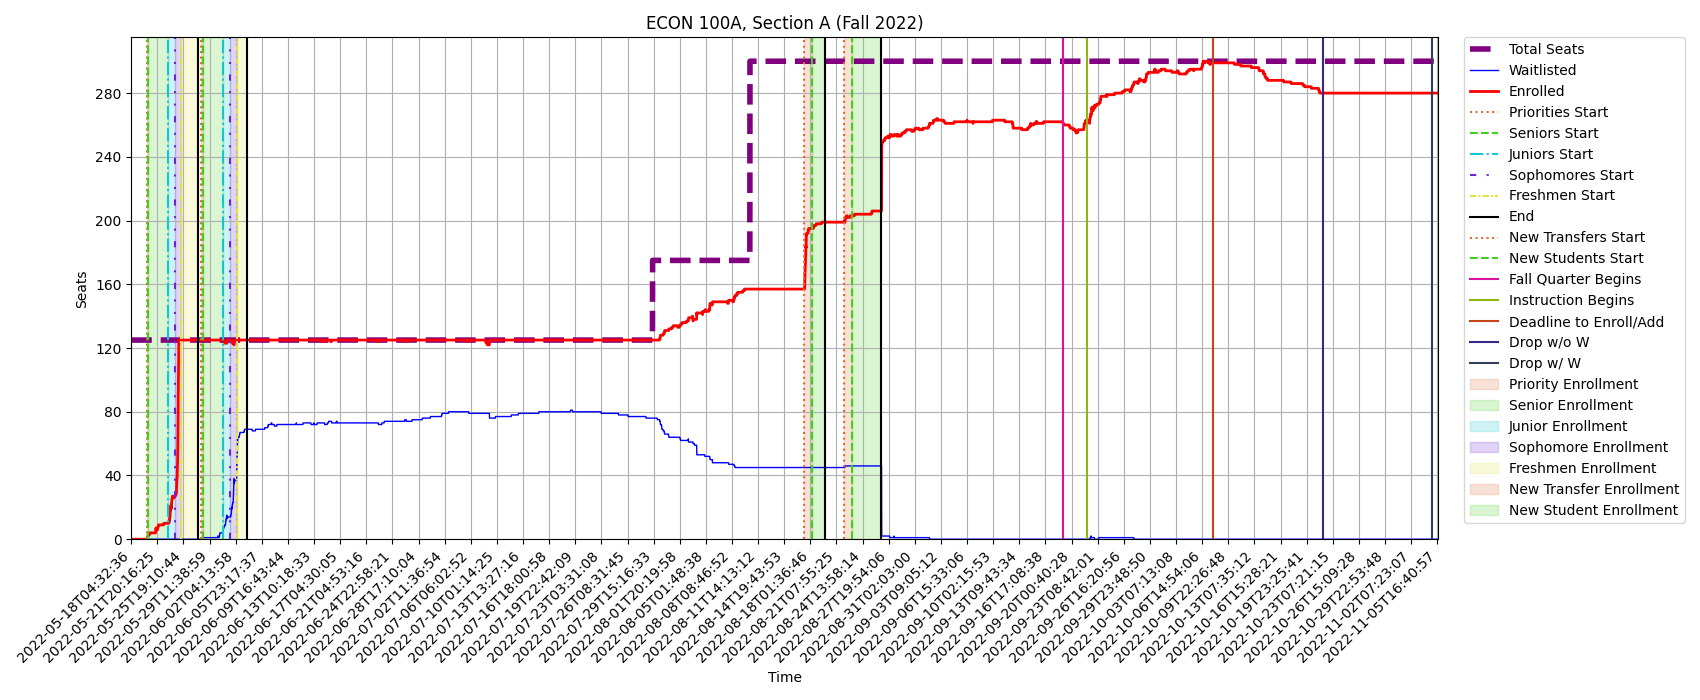 ECON 100A, Section A (Fall 2022)
Seats
280
240
200
160
120
80
40
0
2022-05-18T04:32:36
2022-05-21T20:16:25
2022-05-25T19:10:44
2022-05-29T11:38:59
2022-06-02T04:13:58
2022-06-05T23:17:37
2022-06-09T16:43:44
2022-06-13T10:18:33
2022-06-17T04:30:05
2022-06-21T04:53:16
2022-06-24T22:58:21
2022-06-28T17:10:04
2022-07-02T11:36:54
2022-07-06T06:02:52
2022-07-10T01:14:25
2022-07-13T13:27:16
2022-07-16T18:00:58
2022-07-19T22:42:09
2022-07-23T03:31:08
2022-07-26T08:31:45
2022-07-29T15:16:33
2022-08-01T20:19:58
2022-08-05T01:48:38
2022-08-08T08:46:52
2022-08-11T14:13:12
2022-08-14T19:43:53
2022-08-18T01:36:46
2022-08-21T07:55:25
2022-08-24T13:58:14
2022-08-27T19:54:06
2022-08-31T02:03:00
2022-09-03T09:05:12
2022-09-06T15:33:06
2022-09-10T02:15:53
2022-09-13T09:43:34
2022-09-16T17:08:38
2022-09-20T00:40:28
2022-09-23T08:42:01
2022-09-26T16:20:56
2022-09-29T23:48:50
2022-10-03T07:13:08
2022-10-06T14:54:06
2022-10-09T22:26:48
2022-10-13T07:35:12
2022-10-16T15:28:21
2022-10-19T23:25:41
2022-10-23T07:21:15
2022-10-26T15:09:28
2022-10-29T22:53:48
2022-11-02T07:23:07
2022-11-05T16:40:57
Time
Total Seats
Waitlisted
Enrolled
Priorities Start
Seniors Start
Juniors Start
Sophomores Start
Freshmen Start
End
New Transfers Start
New Students Start
Fall Quarter Begins
Instruction Begins
Deadline to Enroll/Add
Drop w/o W
Drop w/ W
Priority Enrollment
Senior Enrollment
Junior Enrollment
Sophomore Enrollment
Freshmen Enrollment
New Transfer Enrollment
New Student Enrollment